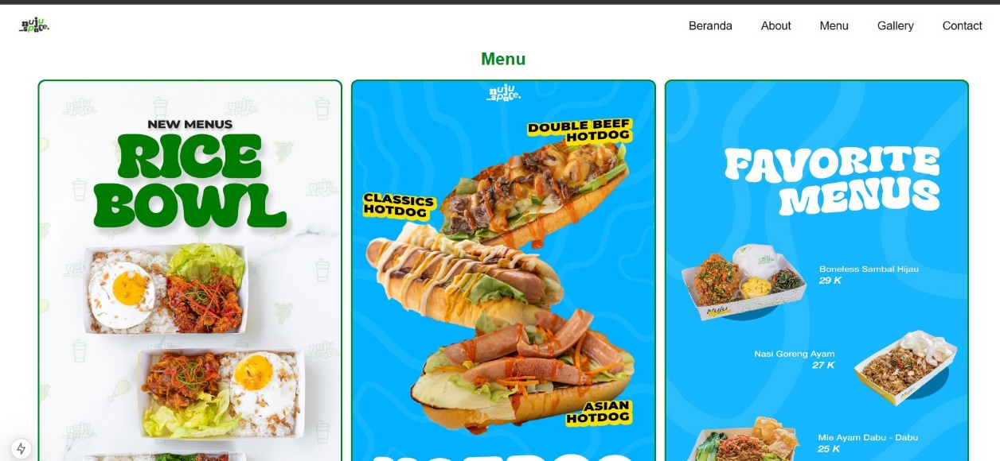 nuju
space.
Beranda
About
Menu
Gallery
Contact
Menu
NEW MENUS
RICE
BOWL
nuju
space.
DOUBLE BEEF
HOTDOG
CLASSICS
HOTDOG
ASIAN
HOTDOG
FAVORITE
MENUS
Boneless Sambal Hijau
29 K
Nasi Goreng Ayam
27 K
Mie Ayam Dabu - Dabu
25 K